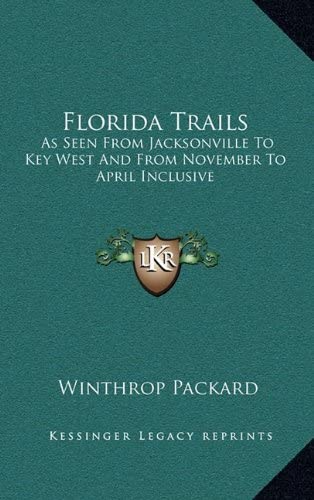 Florida Trails
As Seen From Jacksonville To
Key West And From November To
April Inclusive
LKR
Winthrop Packard
Kessinger Legacy reprints